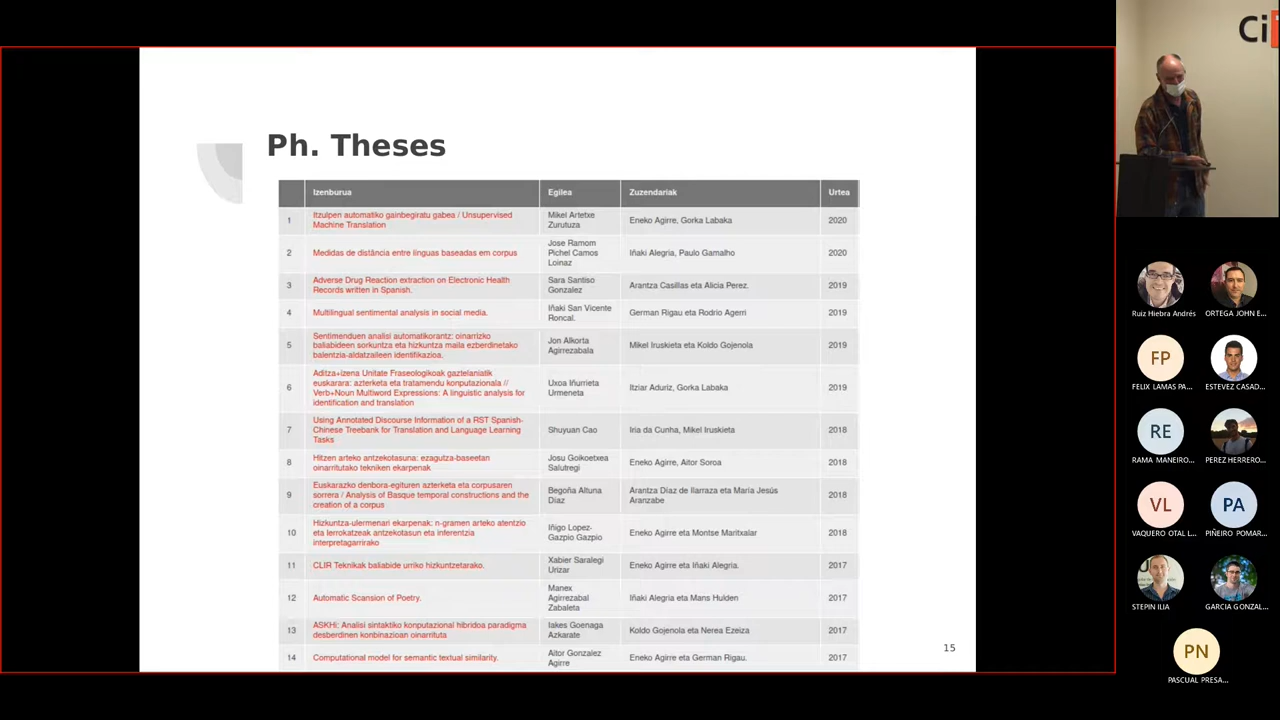 Ci
Ph. Theses
Izenburua Egilea Zuzendariak Urtea
1 Itzulpen automatiko gainbegiratu gabea / Unsupervised Machine Translation Mikel Artetxe Zurutuza Eneko Agirre, Gorka Labaka 2020
2 Medidas de distância entre línguas baseadas em corpus Jose Ramom Pichel Camos Loinaz Iñaki Alegria, Paulo Gamalho 2020
3 Adverse Drug Reaction extraction on Electronic Health Records written in Spanish. Sara Santiso Gonzalez Arantza Casillas eta Alicia Perez. 2019
4 Multilingual sentimental analysis in social media. Iñaki San Vicente Roncal. German Rigau eta Rodrio Agerri 2019
5 Sentimenduen analisi automatikorantz: oinarrizko baliabideen sorkuntza eta hizkuntza maila ezberdinetako balentzia-aldatzaileen identifikazioa. Jon Alkorta Agirrezabala Mikel Iruskieta eta Koldo Gojenola 2019
6 Aditza+izena Unitate Fraseologikoak gaztelaniatik euskarara: azterketa eta tratamendu konputazionala // Verb+Noun Multiword Expressions: A linguistic analysis for identification and translation Uxoa Iñurrieta Urmeneta Itziar Aduriz, Gorka Labaka 2019
7 Using Annotated Discourse Information of a RST Spanish-Chinese Treebank for Translation and Language Learning Tasks Shuyuan Cao Iria da Cunha, Mikel Iruskieta 2018
8 Hitzen arteko antzekotasuna: ezagutza-baseetan oinarritutako tekniken ekarpenak Josu Goikoetxea Salutregi Eneko Agirre, Aitor Soroa 2018
9 Euskarazko denbora-egituren azterketa eta corpusaren sorrera / Analysis of Basque temporal constructions and the creation of a corpus Begoña Altuna Díaz Arantza Díaz de Ilarraza eta María Jesús Aranzabe 2018
10 Hizkuntza-ulermenari ekarpenak: n-gramen arteko atentzio eta lerrokatzeak antzekotasun eta inferentzia interpretagarrirako Iñigo Lopez-Gazpio Gazpio Eneko Agirre eta Montse Maritxalar 2018
11 CLIR Teknikak baliabide urriko hizkuntzetarako. Xabier Saralegi Urizar Eneko Agirre eta Iñaki Alegria. 2017
12 Automatic Scansion of Poetry. Manex Agirrezabal Zabaleta Iñaki Alegria eta Mans Hulden 2017
13 ASKHi: Analisi sintaktiko konputazional hibridoa paradigma desberdinen konbinazioan oinarrituta Iakes Goenaga Azkarate Koldo Gojenola eta Nerea Ezeiza 2017
14 Computational model for semantic textual similarity. Aitor Gonzalez Agirre Eneko Agirre eta German Rigau. 2017
15
Ruiz Hiebra Andrés
ORTEGA JOHN E...
FP
FELIX LAMAS PA...
ESTEVEZ CASAD...
RE
RAMA MANEIRO...
PEREZ HERRERO...
VL
VAQUERO OTAL L...
PA
PIÑEIRO POMAR...
STEPIN ILIA
GARCIA GONZAL...
PN
PASCUAL PRESA...